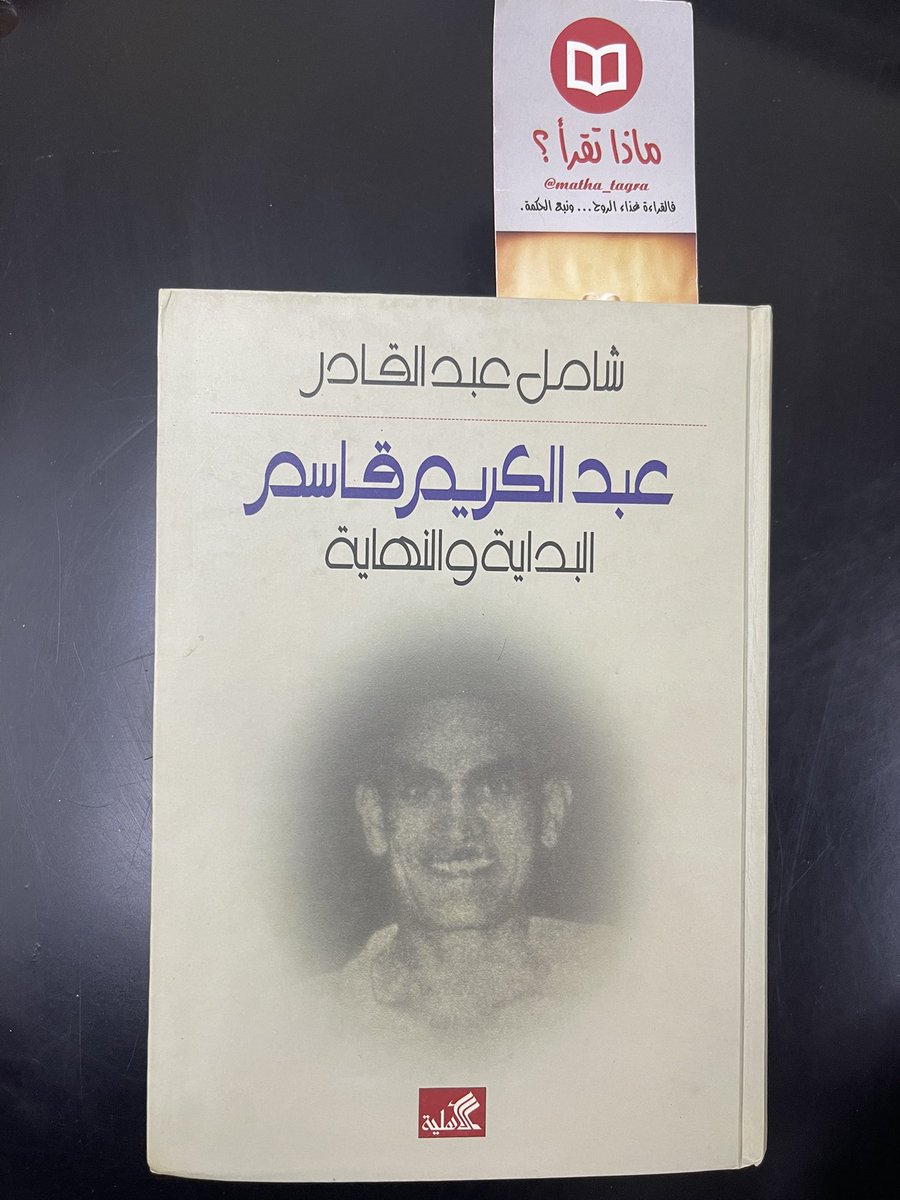 ماذا تقرأ ؟
@matha_tagra
فالقراءة غذاء الروح... ونبع الحكمة.
شامل عبد القادر
عبد الكريم قاسم
البداية والنهاية
الأهلية